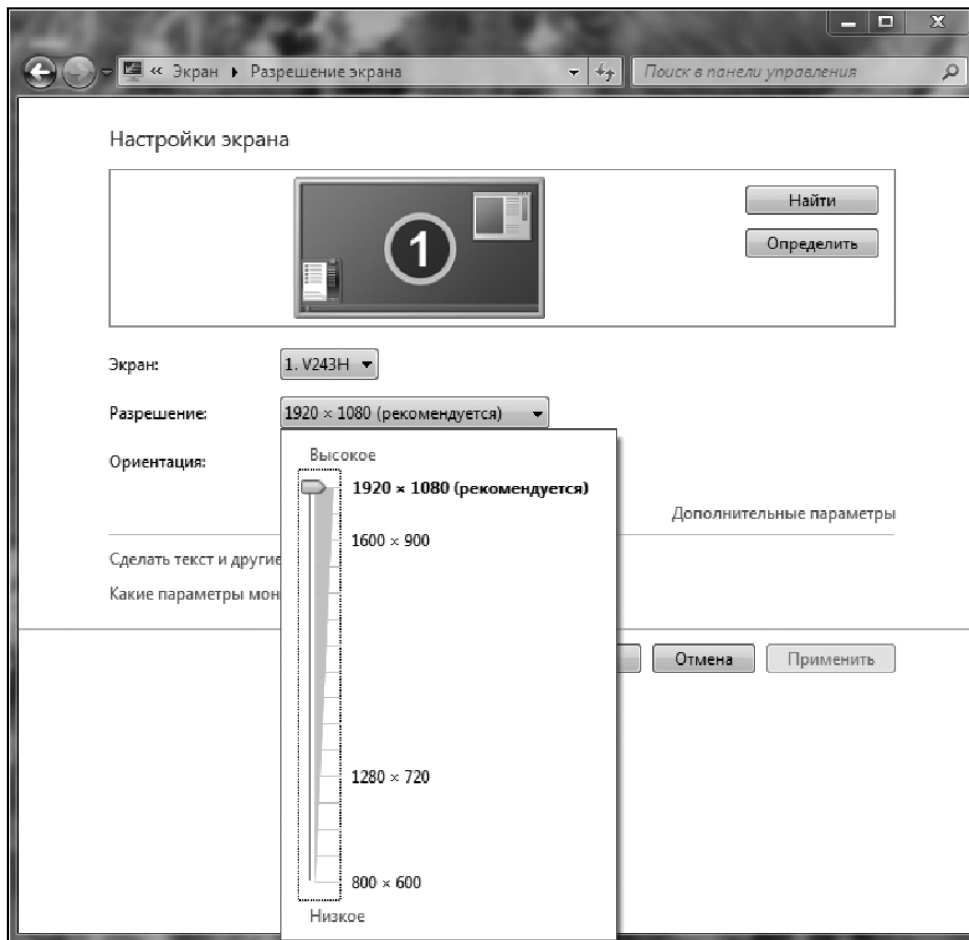 « Экран ▸ Разрешение экрана
Поиск в панели управления
Настройки экрана
1
Найти
Определить
Экран:
1. V243H
Разрешение:
1920 × 1080 (рекомендуется)
Ориентация:
Высокое
1920 × 1080 (рекомендуется)
Дополнительные параметры
1600 × 900
Сделать текст и другие
Какие параметры мон
Отмена
Применить
1280 × 720
800 × 600
Низкое